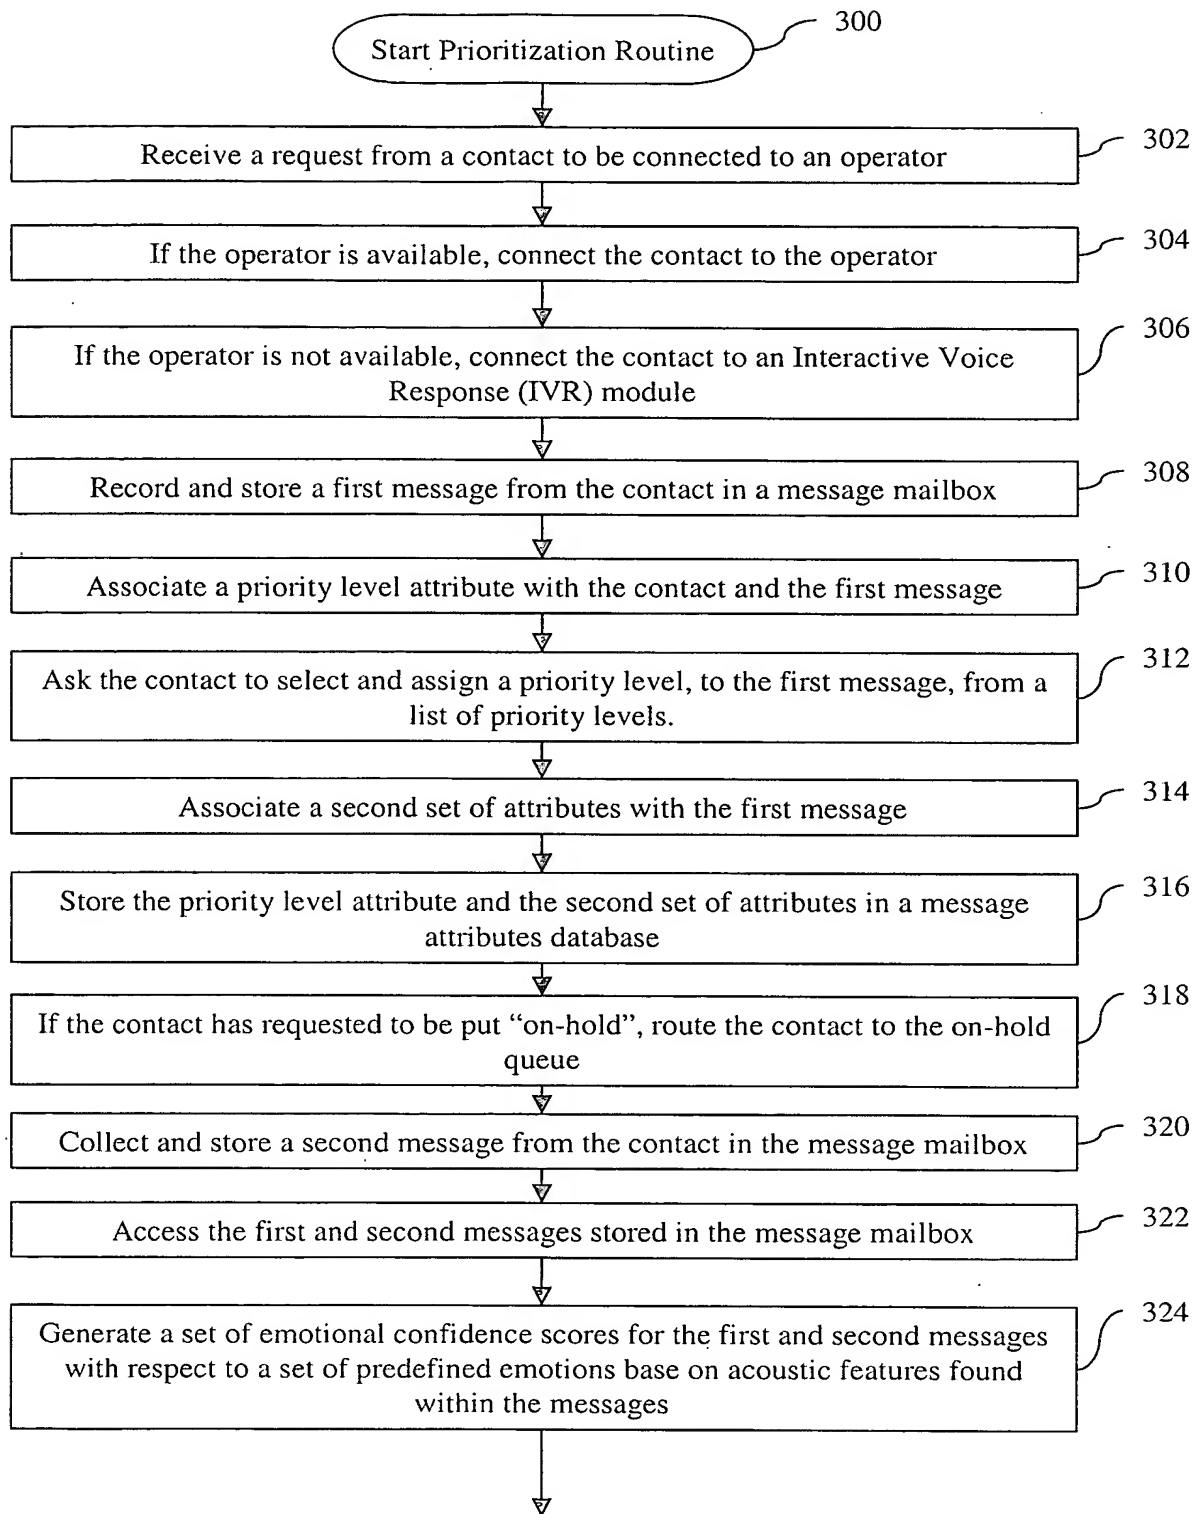 300
Start Prioritization Routine
302
Receive a request from a contact to be connected to an operator
304
If the operator is available, connect the contact to the operator
306
If the operator is not available, connect the contact to an Interactive Voice
Response (IVR) module
308
Record and store a first message from the contact in a message mailbox
310
Associate a priority level attribute with the contact and the first message
312
Ask the contact to select and assign a priority level, to the first message, from a
list of priority levels.
314
Associate a second set of attributes with the first message
316
Store the priority level attribute and the second set of attributes in a message
attributes database
318
If the contact has requested to be put “on-hold”, route the contact to the on-hold
queue
320
Collect and store a second message from the contact in the message mailbox
322
Access the first and second messages stored in the message mailbox
324
Generate a set of emotional confidence scores for the first and second messages
with respect to a set of predefined emotions base on acoustic features found
within the messages